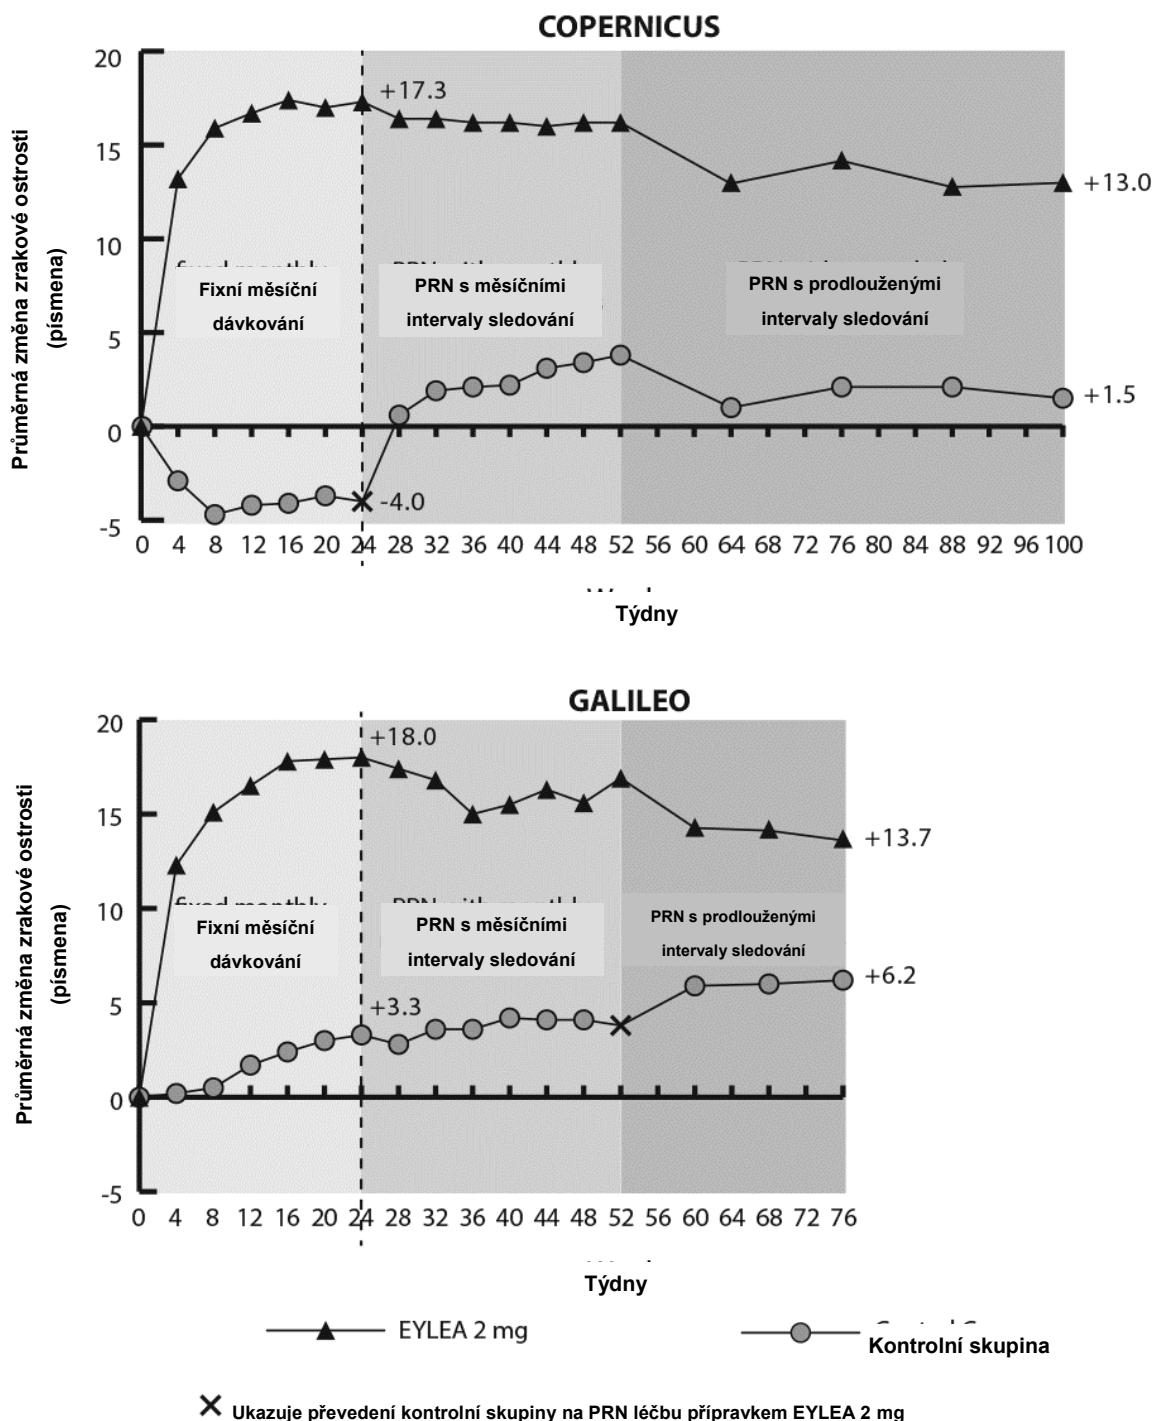 COPERNICUS
Průměrná změna zrakové ostrosti
(písmena)
20
15
10
5
0
-5
+17.3
+13.0
Fixní měsíční
dávkování
PRN s měsíčními
intervaly sledování
PRN s prodlouženými
intervaly sledování
+1.5
-4.0
0 4 8 12 16 20 24 28 32 36 40 44 48 52 56 60 64 68 72 76 80 84 88 92 96 100
Týdny
GALILEO
Průměrná změna zrakové ostrosti
(písmena)
20
15
10
5
0
-5
+18.0
+13.7
fixed monthly
Fixní měsíční
dávkování
PRN s měsíčními
intervaly sledování
PRN s prodlouženými
intervaly sledování
+6.2
+3.3
0 4 8 12 16 20 24 28 32 36 40 44 48 52 56 60 64 68 72 76
Týdny
EYLEA 2 mg
Kontrolní skupina
Ukazuje převedení kontrolní skupiny na PRN léčbu přípravkem EYLEA 2 mg